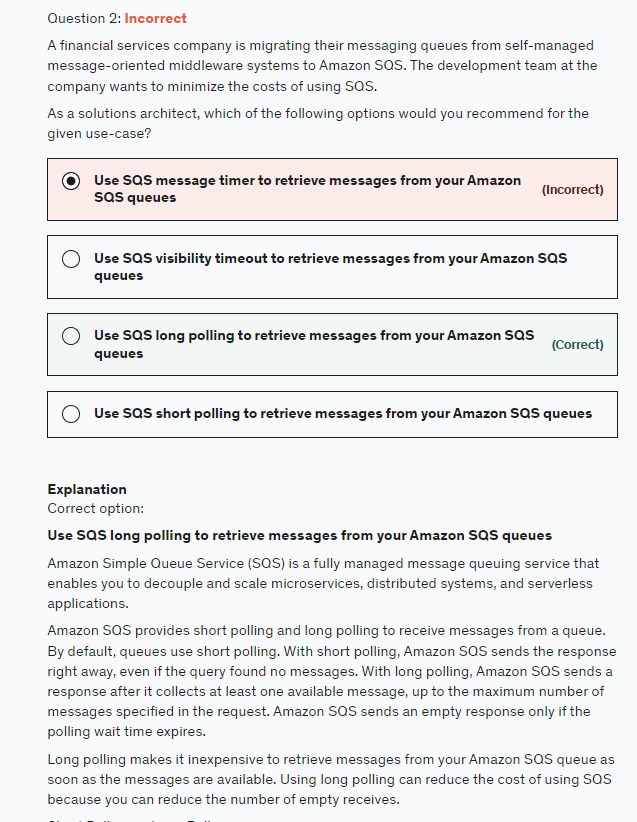 Question 2: Incorrect
A financial services company is migrating their messaging queues from self-managed
message-oriented middleware systems to Amazon SQS. The development team at the
company wants to minimize the costs of using SQS.
As a solutions architect, which of the following options would you recommend for the
given use-case?
Use SQS message timer to retrieve messages from your Amazon
SQS queues
(Incorrect)
Use SQS visibility timeout to retrieve messages from your Amazon SQS
queues
Use SQS long polling to retrieve messages from your Amazon SQS
queues
(Correct)
Use SQS short polling to retrieve messages from your Amazon SQS queues
Explanation
Correct option:
Use SQS long polling to retrieve messages from your Amazon SQS queues
Amazon Simple Queue Service (SQS) is a fully managed message queuing service that
enables you to decouple and scale microservices, distributed systems, and serverless
applications.
Amazon SQS provides short polling and long polling to receive messages from a queue.
By default, queues use short polling. With short polling, Amazon SQS sends the response
right away, even if the query found no messages. With long polling, Amazon SQS sends a
response after it collects at least one available message, up to the maximum number of
messages specified in the request. Amazon SQS sends an empty response only if the
polling wait time expires.
Long polling makes it inexpensive to retrieve messages from your Amazon SQS queue as
soon as the messages are available. Using long polling can reduce the cost of using SQS
because you can reduce the number of empty receives.